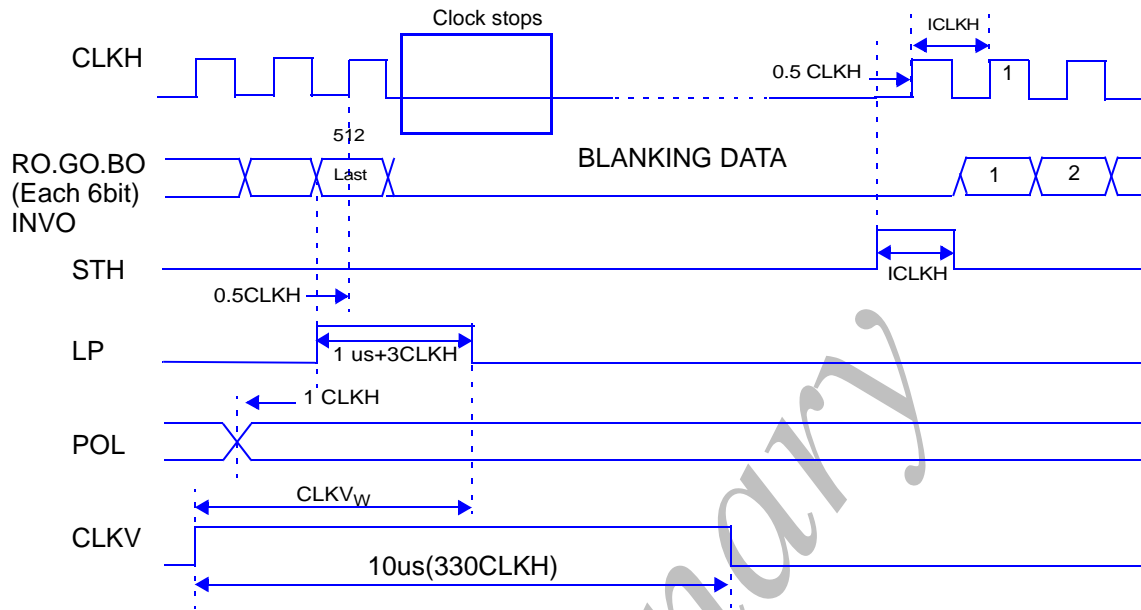 Clock stops
ICLKH
CLKH
0.5 CLKH
1
512
RO.GO.BO
(Each 6bit)
INVO
Last
BLANKING DATA
1
2
STH
ICLKH
0.5CLKH
LP
1 us+3CLKH
1 CLKH
POL
CLKVW
CLKV
10us(330CLKH)
nary